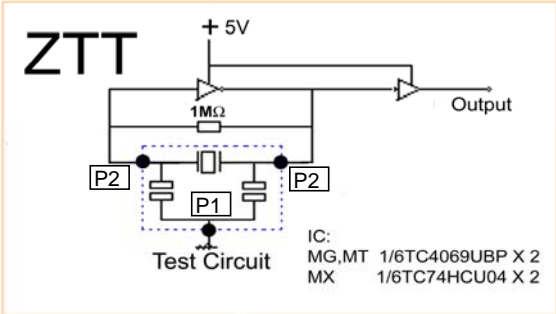 ZTT
+ 5V
1MΩ
Output
P2
P2
P1
Test Circuit
IC:
MG,MT 1/6TC4069UBP X 2
MX 1/6TC74HCU04 X 2